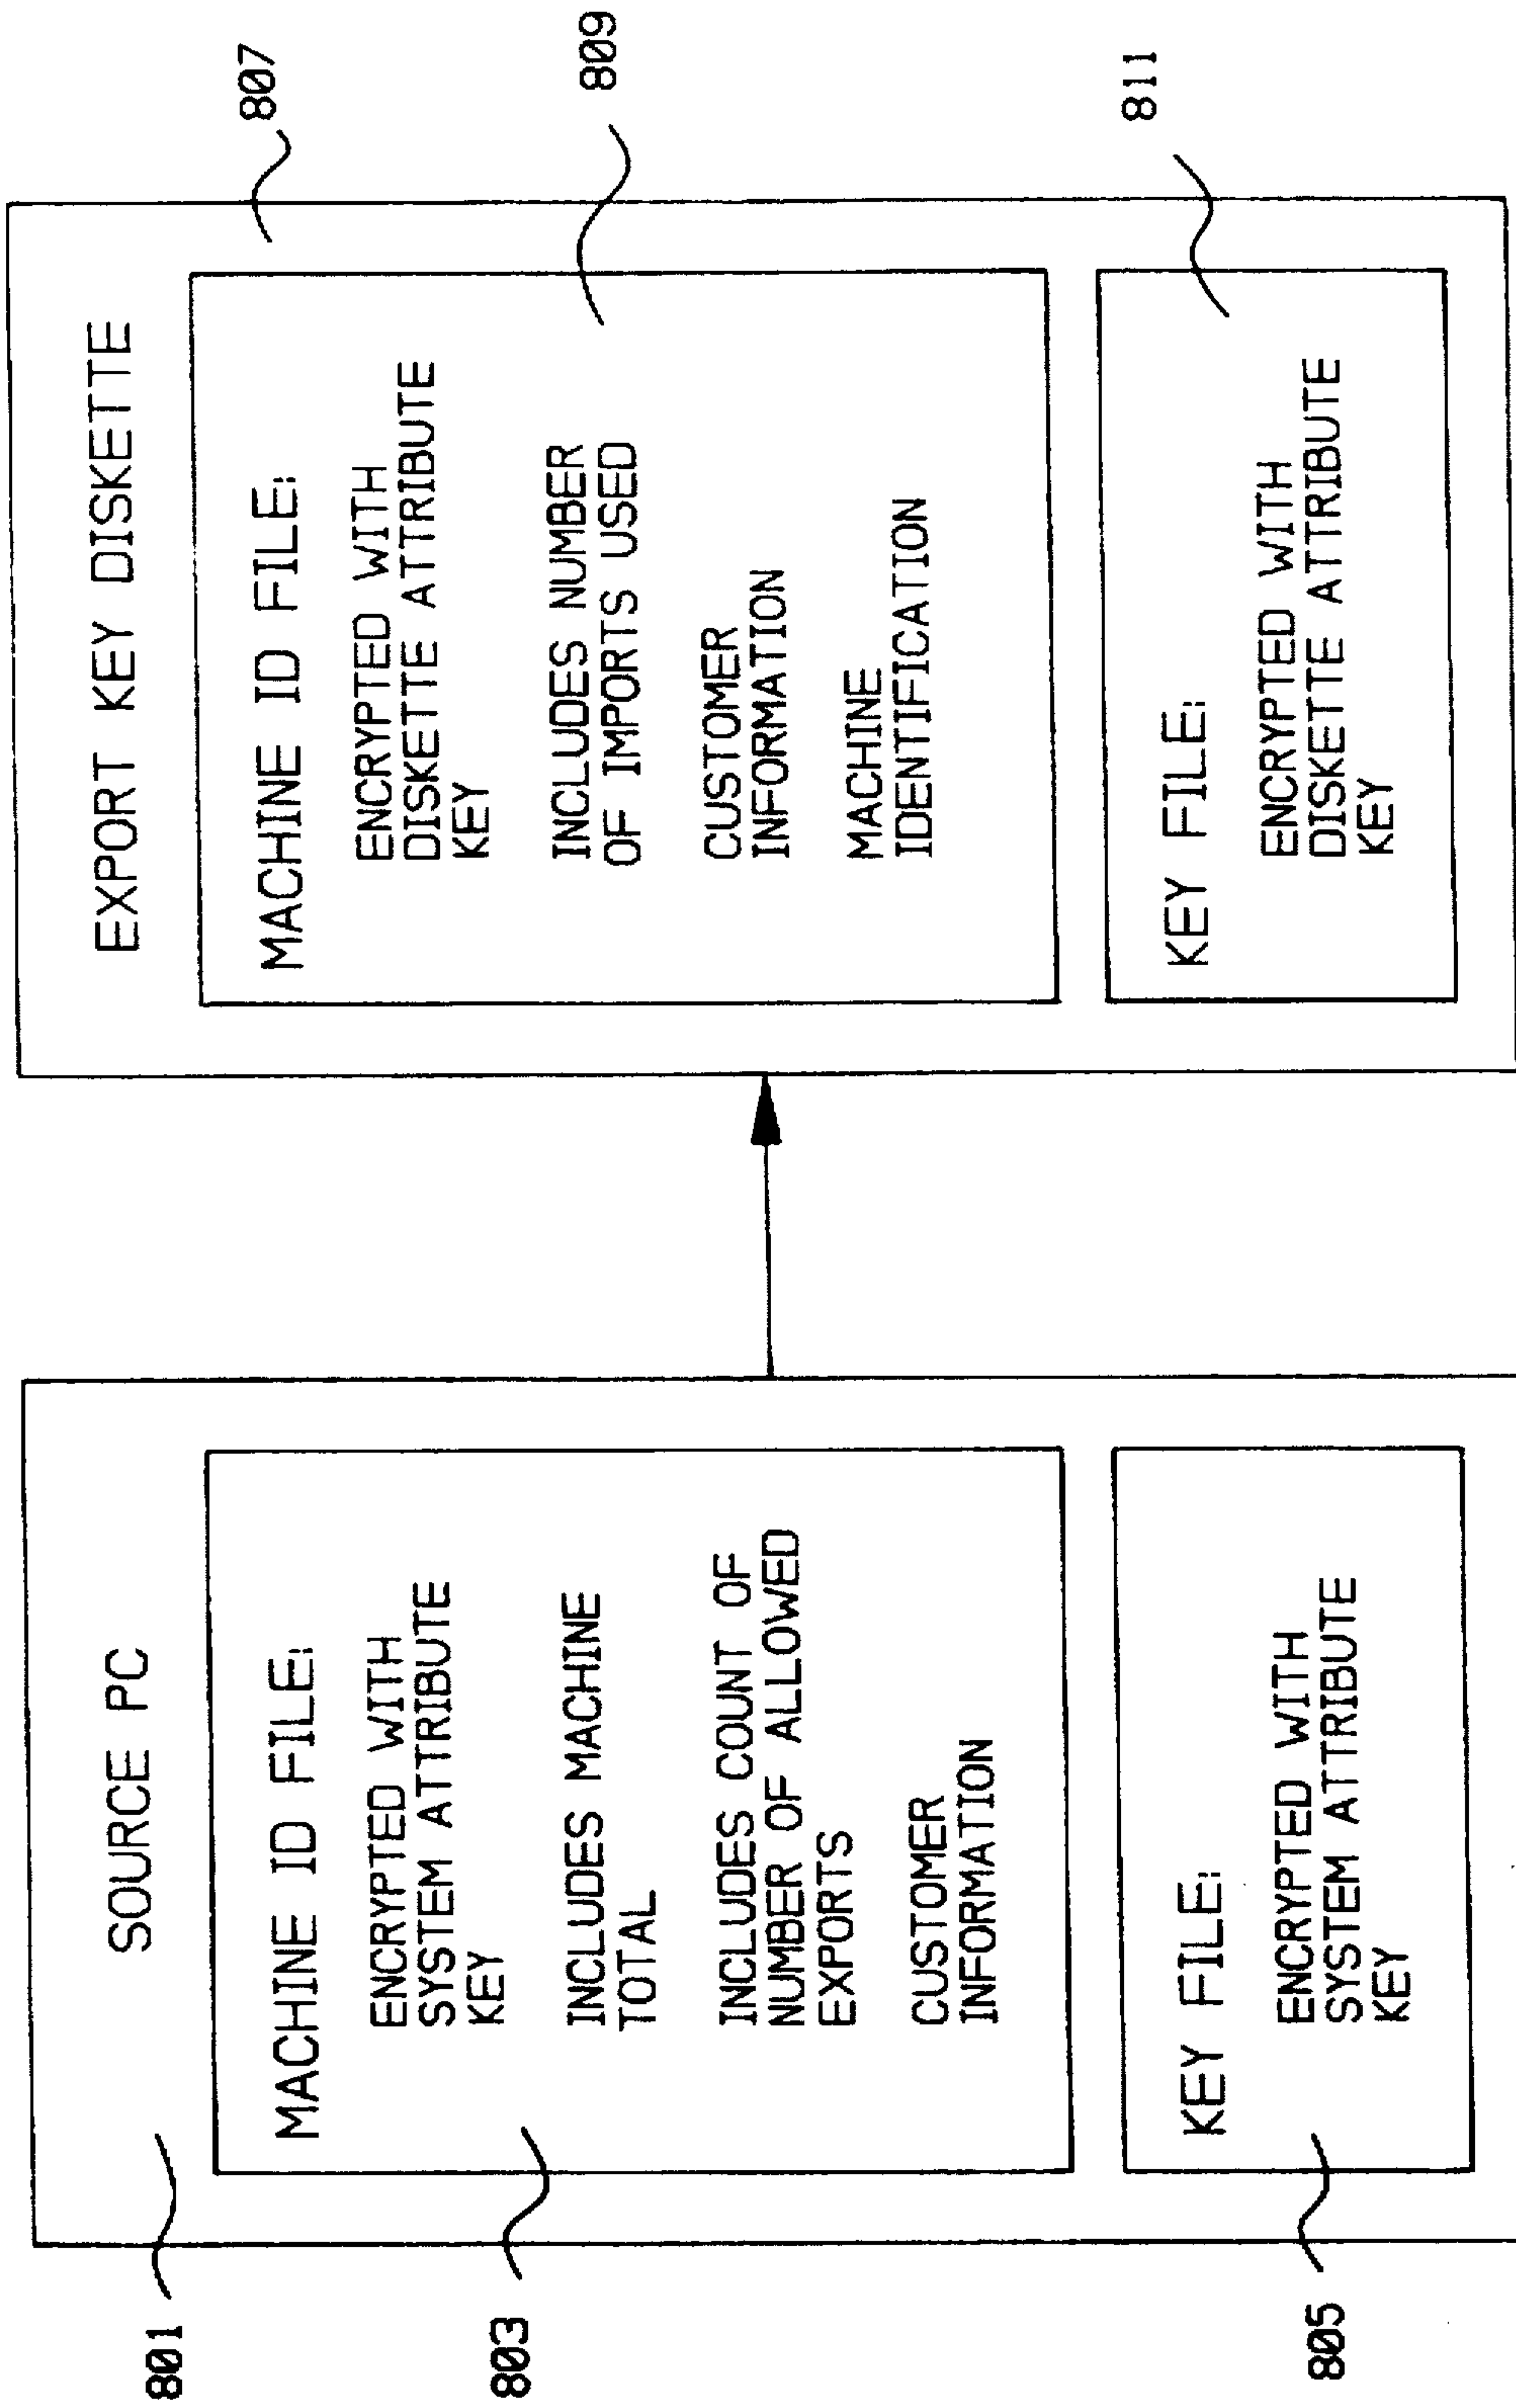 801
SOURCE PC
803
MACHINE ID FILE:
ENCRYPTED WITH
SYSTEM ATTRIBUTE
KEY
INCLUDES MACHINE
TOTAL
INCLUDES COUNT OF
NUMBER OF ALLOWED
EXPORTS
CUSTOMER
INFORMATION
805
KEY FILE:
ENCRYPTED WITH
SYSTEM ATTRIBUTE
KEY
EXPORT KEY DISKETTE
807
MACHINE ID FILE:
ENCRYPTED WITH
DISKETTE ATTRIBUTE
KEY
INCLUDES NUMBER
OF IMPORTS USED
CUSTOMER
INFORMATION
MACHINE
IDENTIFICATION
809
KEY FILE:
ENCRYPTED WITH
DISKETTE ATTRIBUTE
KEY
811